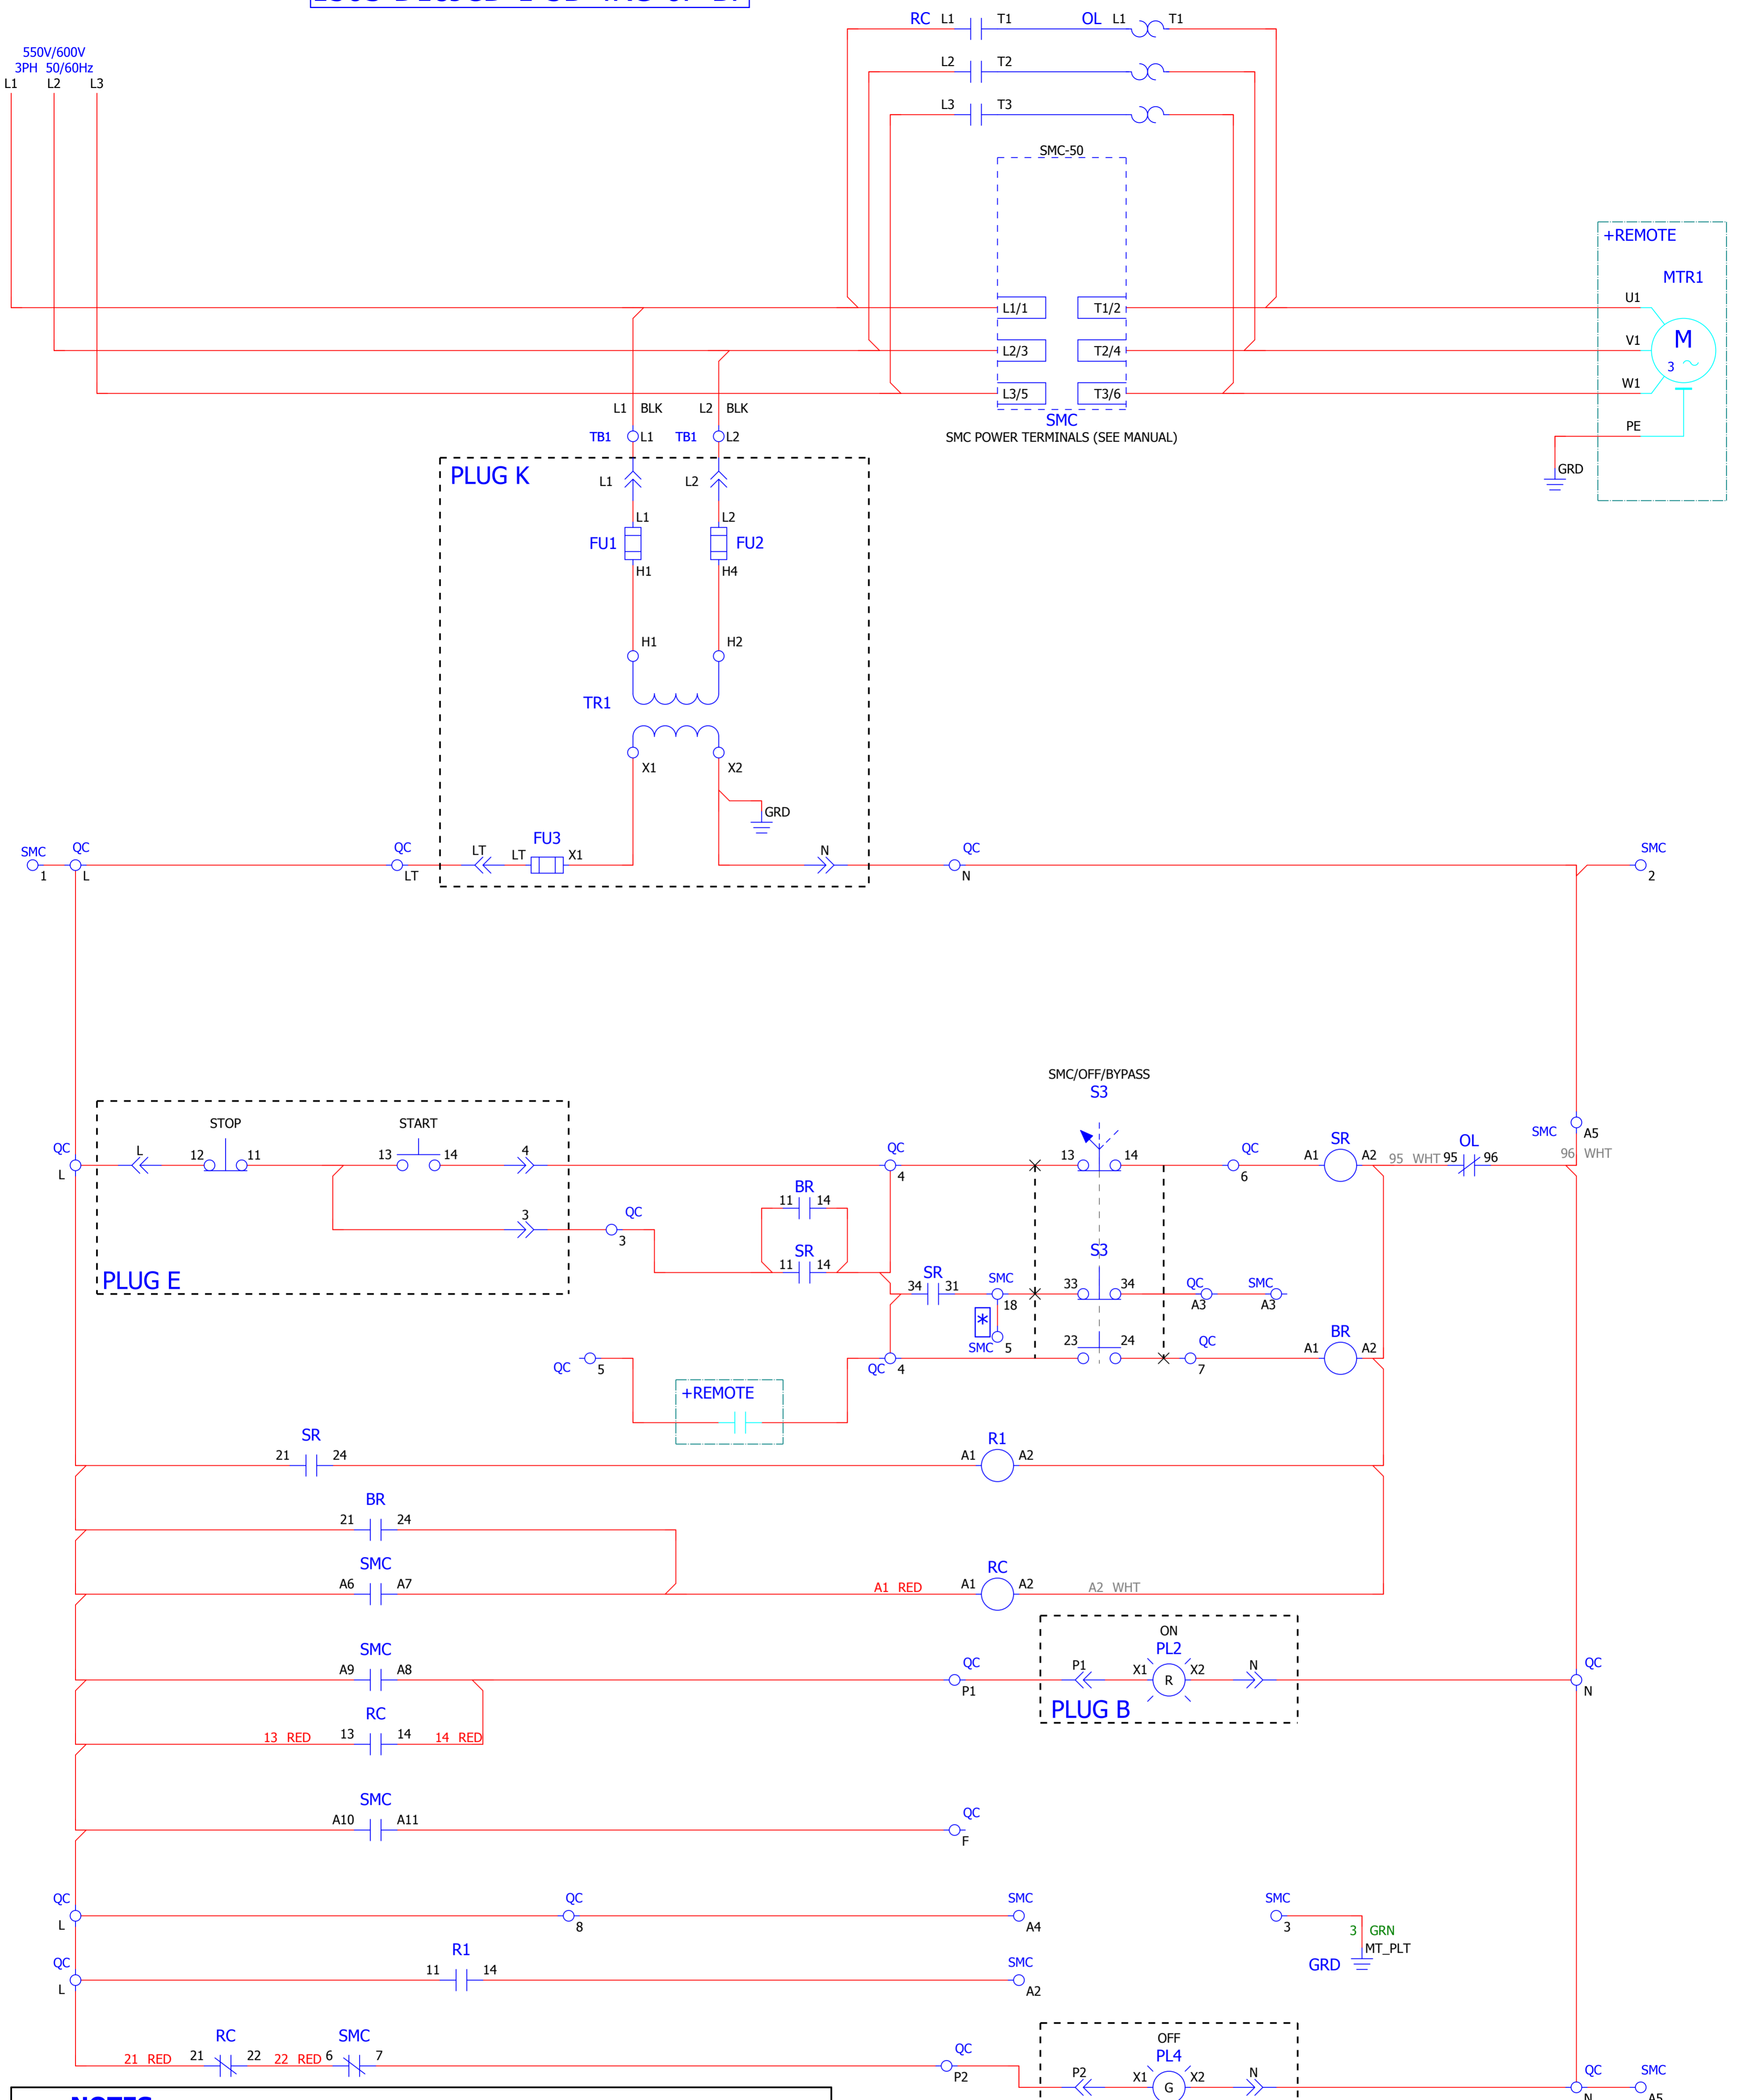 550V/600V
3PH 50/60Hz
L1 L2 L3
RC L1 T1 OL L1 T1
L2 T2
L3 T3
SMC-50
L1/1 T1/2
L2/3 T2/4
L3/5 T3/6
SMC
SMC POWER TERMINALS (SEE MANUAL)
+REMOTE
MTR1
U1
V1
M
3
W1
PE
GRD
L1 BLK L2 BLK
TB1 L1 TB1 L2
PLUG K
L1 L2
L1 L2
FU1 FU2
H1 H4
H1 H2
TR1
X1 X2
GRD
SMC QC QC LT LT FU3 X1 N QC SMC
1 L LT N 2
SMC/OFF/BYPASS
S3
STOP START
QC L 12 11 13 14 4 QC 13 14 QC SR OL SMC A5
L 4 6 A1 A2 95 WHT 95 96 96 WHT
BR
11 14
3 QC
3
SR
11 14
S3
PLUG E
SR
34 31 SMC 33 34 QC SMC
18 A3 A3
*
SMC 5
23 24 QC BR
QC 5 QC 4 7 A1 A2
+REMOTE
SR R1
21 24 A1 A2
BR
21 24
SMC RC
A6 A7 A1 RED A1 A2 A2 WHT
ON
SMC PL2
A9 A8 QC P1 X1 R X2 N QC
P1 N
PLUG B
RC
13 RED 13 14 14 RED
SMC
A10 A11 QC
F
QC QC SMC SMC
L 8 A4 3
3 GRN
MT_PLT
GRD
R1
QC 11 14 SMC
L A2
OFF
RC SMC PL4
21 RED 21 22 22 RED 6 7 QC P2 X1 G X2 N QC SMC
P2 N A5
NOTES